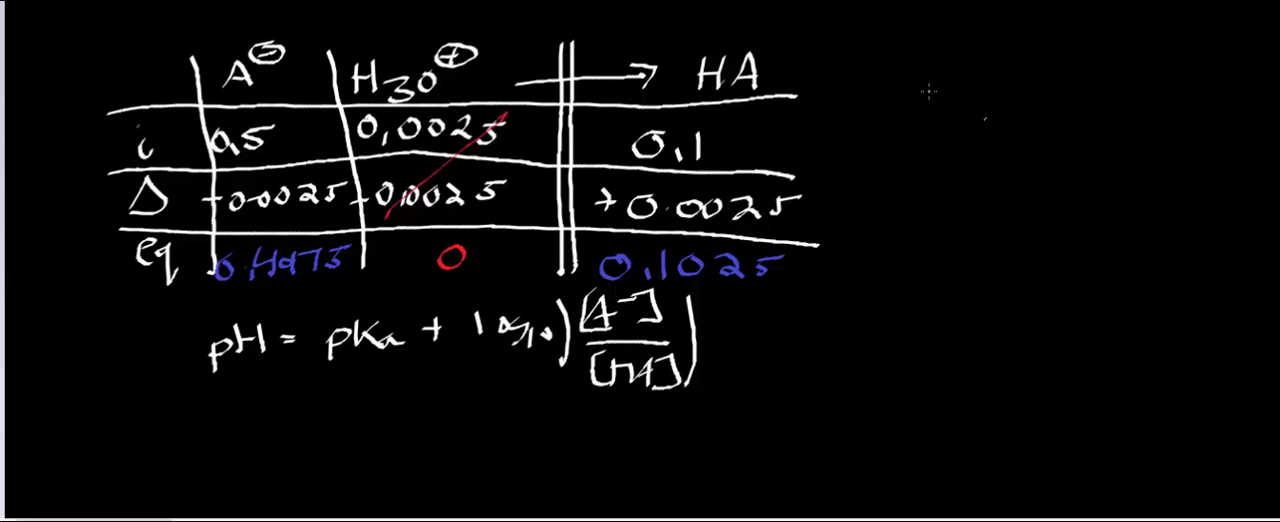 A⊖ H3O⊕ → HA
i 0,5 0,0025 0,1
Δ -0.0025 -0,0025 +0.0025
eq 0.4975 0 0.1025
pH = pKa + log10([A-]/[HA])